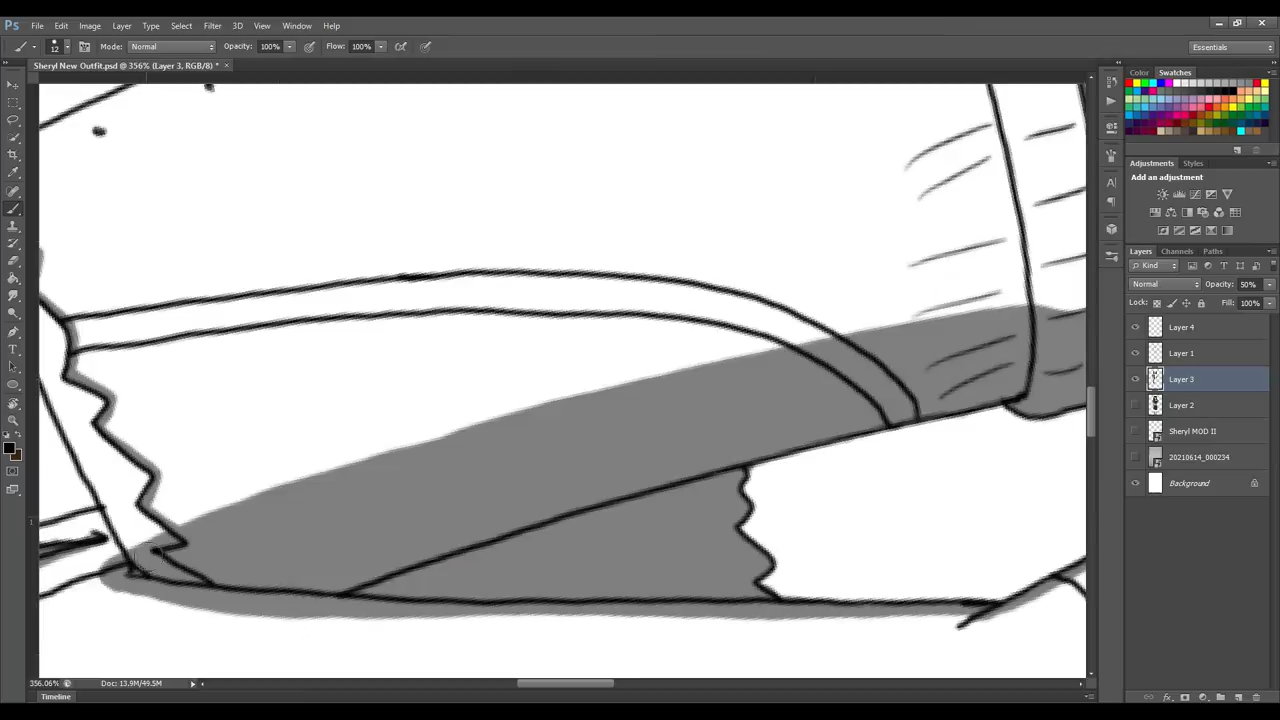 Ps File Edit Image Layer Type Select Filter 3D View Window Help
12 Mode: Normal Opacity: 100% Flow: 100% Essentials
Sheryl New Outfit.psd @ 356% (Layer 3, RGB/8) * ×
Color Swatches
Adjustments Styles
Add an adjustment
Layers Channels Paths
Kind
Normal Opacity: 50%
Lock: Fill: 100%
Layer 4
Layer 1
Layer 3
Layer 2
Sheryl MOD II
20210614_000234
Background
1
356.06% Doc: 13.9M/49.5M
Timeline